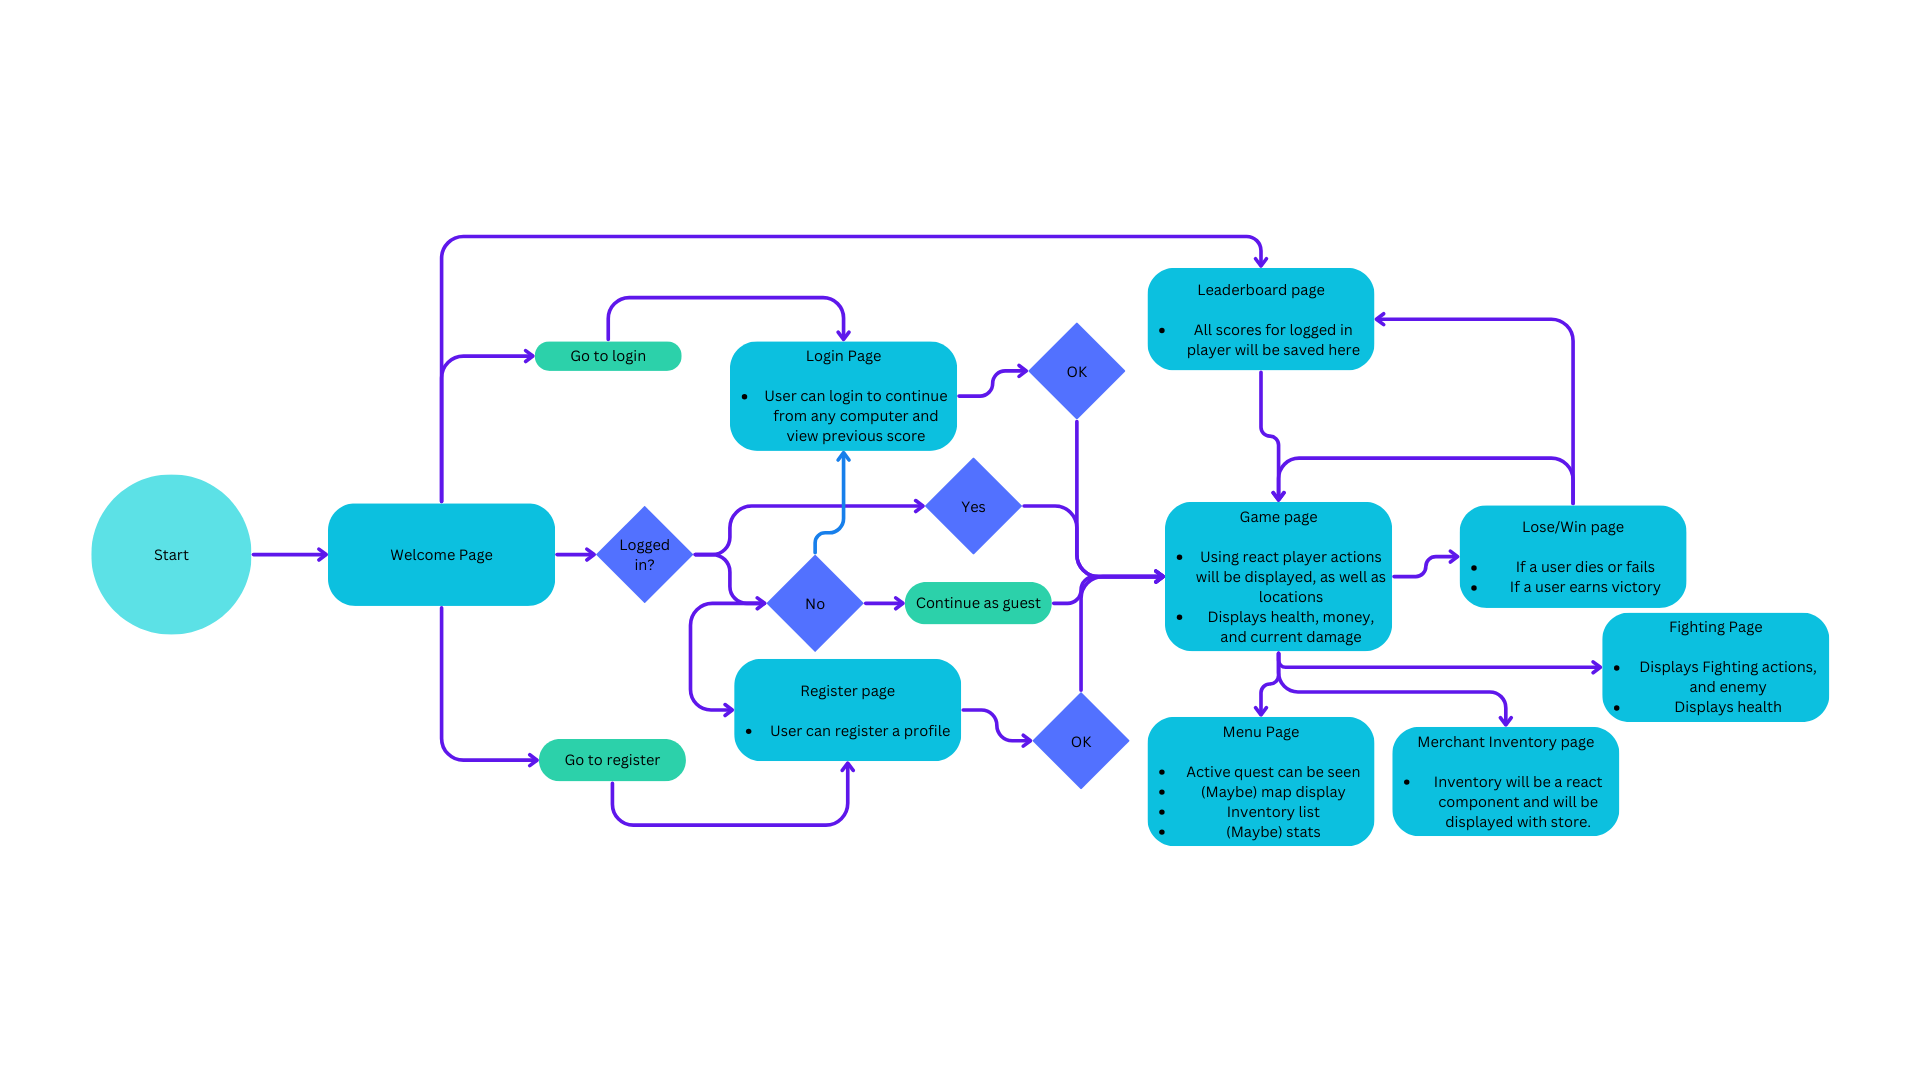 Start
Welcome Page
Go to login
Logged
in?
Go to register
Login Page
• User can login to continue
from any computer and
view previous score
No
Yes
Continue as guest
Register page
• User can register a profile
OK
OK
Leaderboard page
• All scores for logged in
player will be saved here
Game page
• Using react player actions
will be displayed, as well as
locations
• Displays health, money,
and current damage
Lose/Win page
• If a user dies or fails
• If a user earns victory
Fighting Page
• Displays Fighting actions,
and enemy
• Displays health
Menu Page
• Active quest can be seen
• (Maybe) map display
• Inventory list
• (Maybe) stats
Merchant Inventory page
• Inventory will be a react
component and will be
displayed with store.